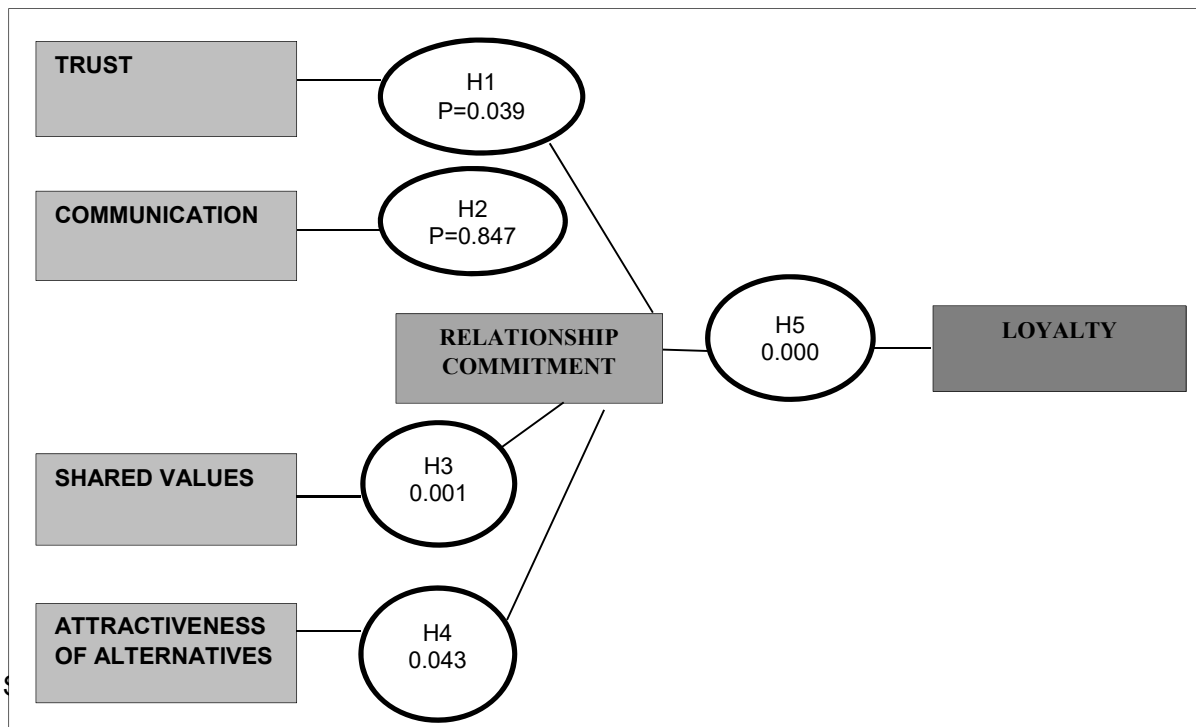 TRUST
H1
P=0.039
COMMUNICATION
H2
P=0.847
RELATIONSHIP
COMMITMENT
H5
0.000
LOYALTY
SHARED VALUES
H3
0.001
ATTRACTIVENESS
OF ALTERNATIVES
H4
0.043